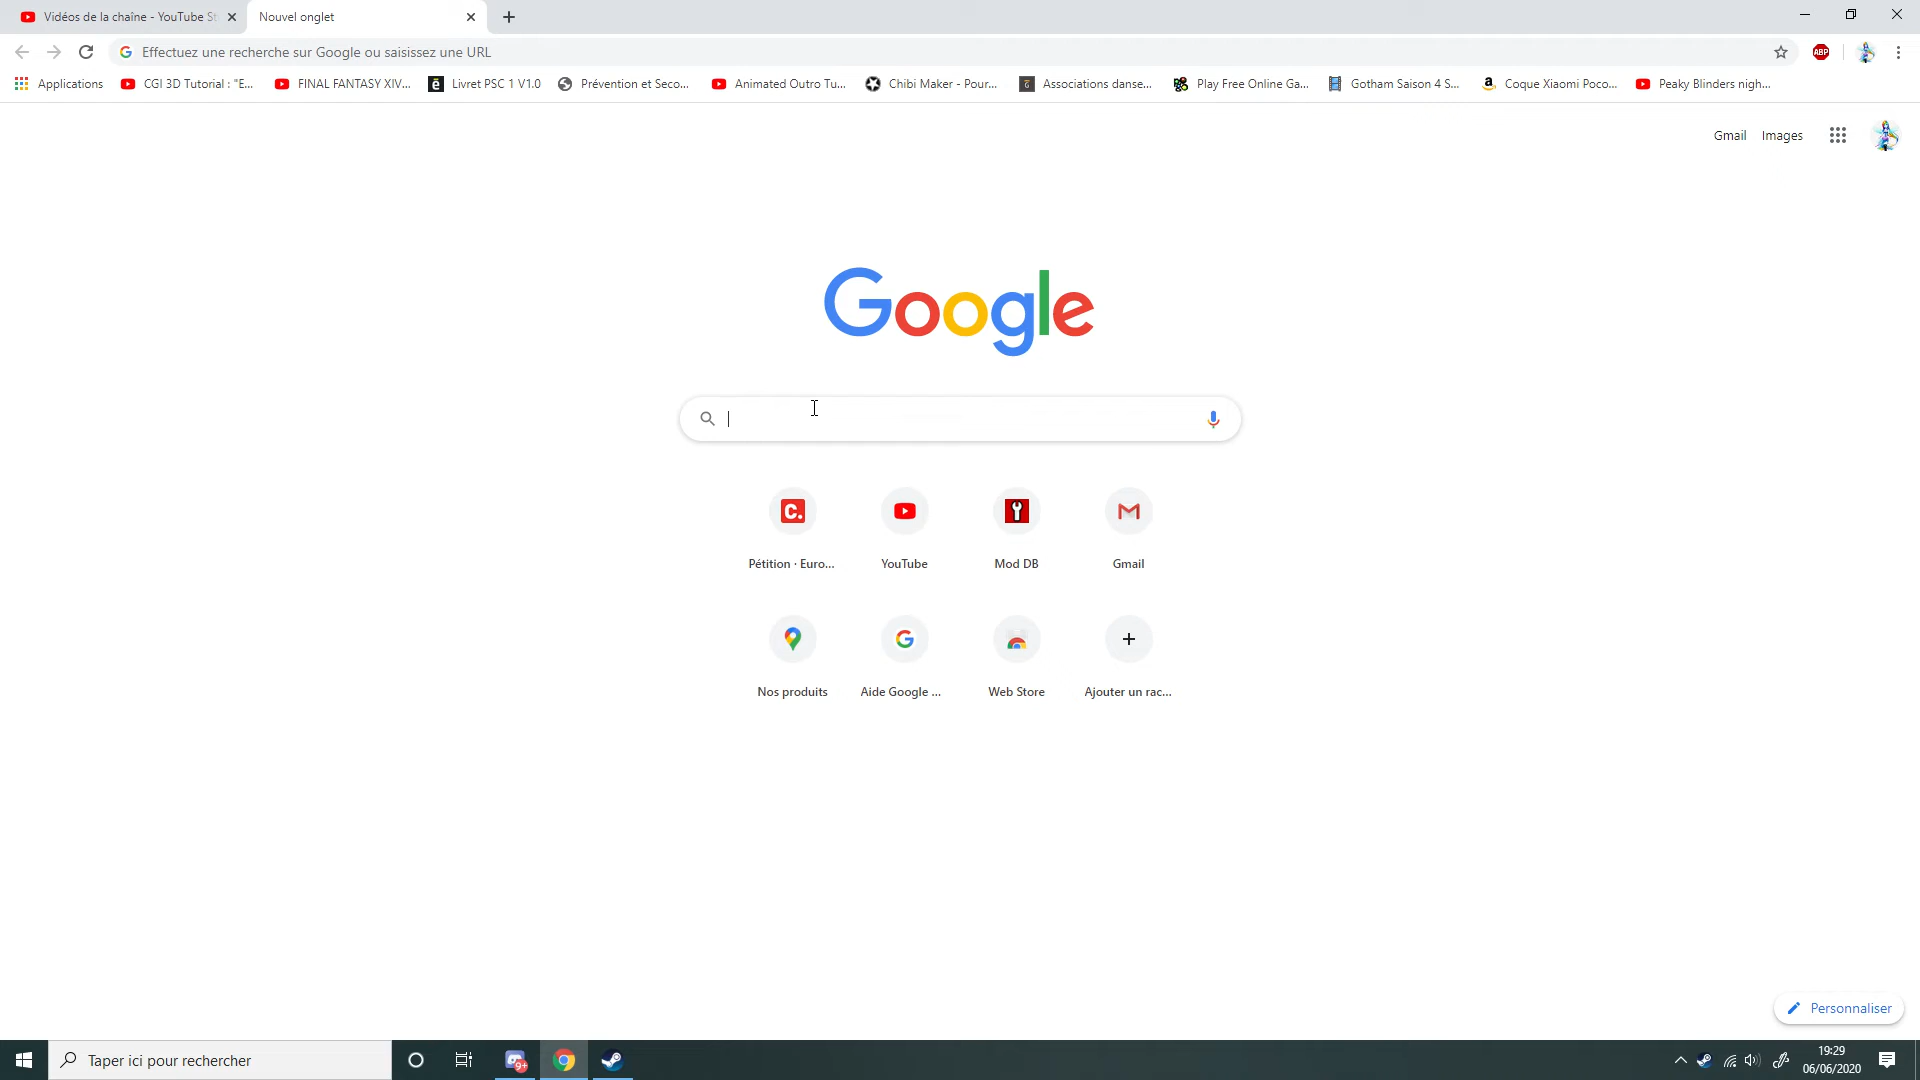 Vidéos de la chaîne - YouTube St
Nouvel onglet
Effectuez une recherche sur Google ou saisissez une URL
ABP
Applications
CGI 3D Tutorial : "E...
FINAL FANTASY XIV...
Livret PSC 1 V1.0
Prévention et Seco...
Animated Outro Tu...
Chibi Maker - Pour...
Associations danse...
Play Free Online Ga...
Gotham Saison 4 S...
Coque Xiaomi Poco...
Peaky Blinders nigh...
Gmail
Images
Google
Pétition · Euro...
YouTube
Mod DB
Gmail
Nos produits
Aide Google ...
Web Store
Ajouter un rac...
Personnaliser
Taper ici pour rechercher
9+
19:29
06/06/2020